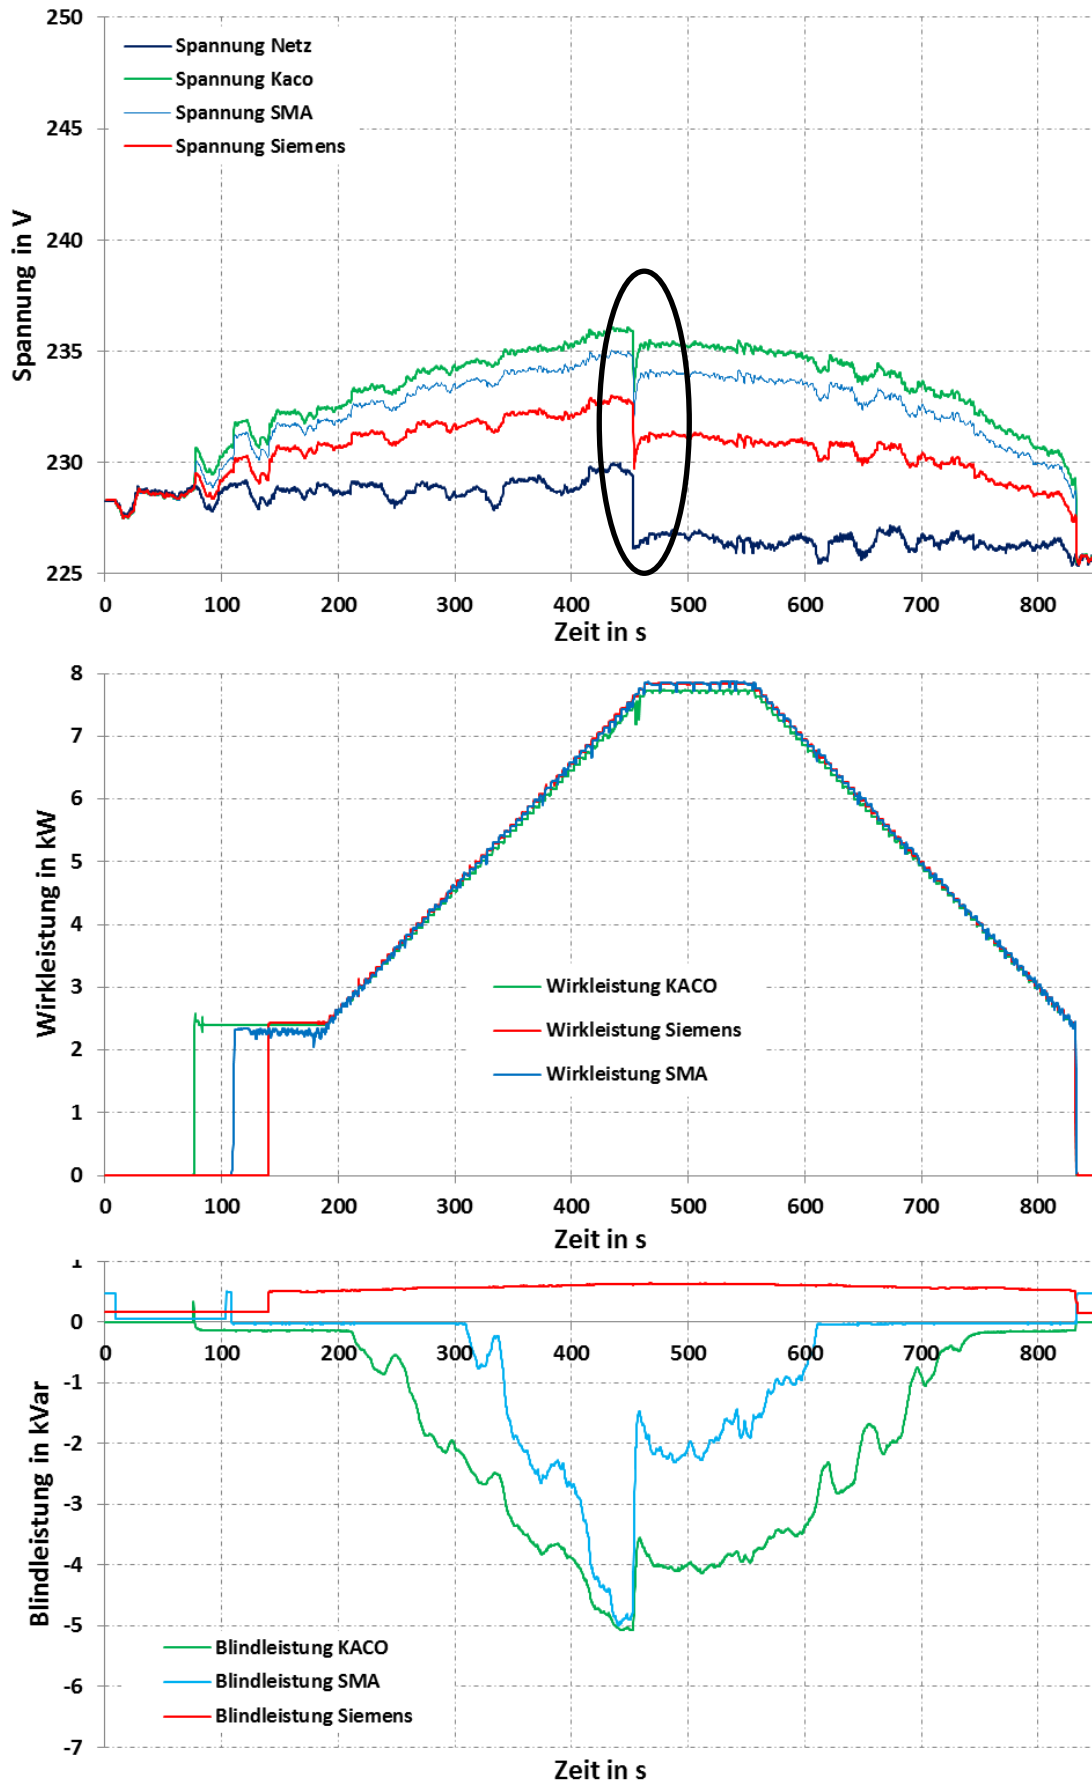 250
245
240
235
230
225
Spannung in V
Spannung Netz
Spannung Kaco
Spannung SMA
Spannung Siemens
0 100 200 300 400 500 600 700 800
Zeit in s
8
7
6
5
4
3
2
1
0
Wirkleistung in kW
Wirkleistung KACO
Wirkleistung Siemens
Wirkleistung SMA
0 100 200 300 400 500 600 700 800
Zeit in s
1
0
-1
-2
-3
-4
-5
-6
-7
Blindleistung in kVar
0 100 200 300 400 500 600 700 800
Blindleistung KACO
Blindleistung SMA
Blindleistung Siemens
Zeit in s